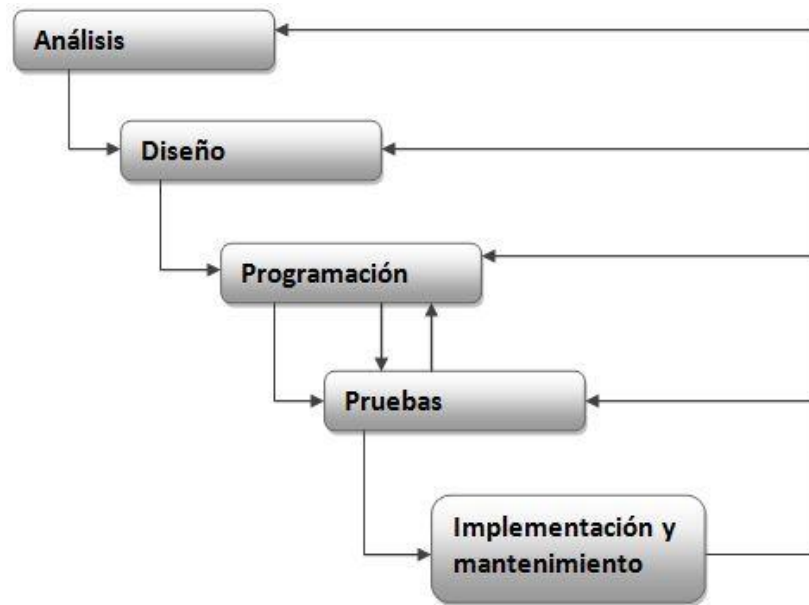 Análisis
Diseño
Programación
Pruebas
Implementación y
mantenimiento